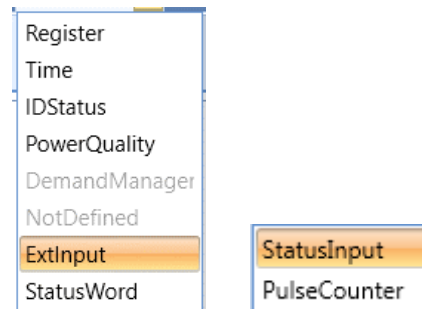 Register
Time
IDStatus
PowerQuality
DemandManager
NotDefined
ExtInput
StatusWord
StatusInput
PulseCounter